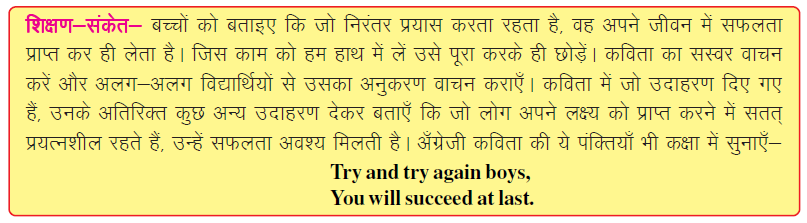 शिक्षण–संकेत– बच्चों को बताइए कि जो निरंतर प्रयास करता रहता है, वह अपने जीवन में सफलता
प्राप्त कर ही लेता है। जिस काम को हम हाथ में लें उसे पूरा करके ही छोड़ें। कविता का सस्वर वाचन
करें और अलग–अलग विद्यार्थियों से उसका अनुकरण वाचन कराएँ। कविता में जो उदाहरण दिए गए
हैं, उनके अतिरिक्त कुछ अन्य उदाहरण देकर बताएँ कि जो लोग अपने लक्ष्य को प्राप्त करने में सतत्
प्रयत्नशील रहते हैं, उन्हें सफलता अवश्य मिलती है। अँग्रेजी कविता की ये पंक्तियाँ भी कक्षा में सुनाएँ–
Try and try again boys,
You will succeed at last.